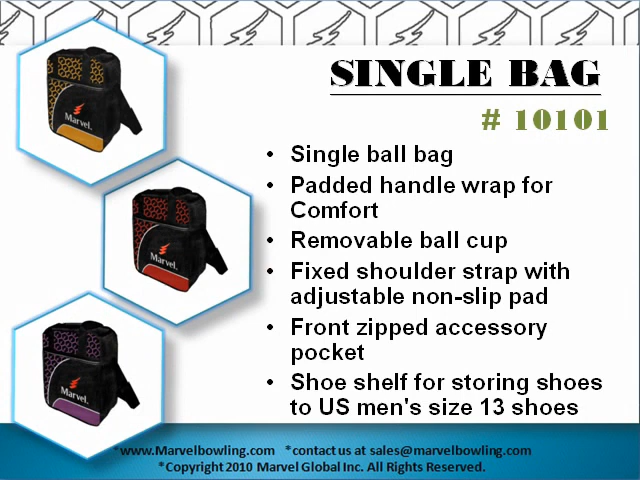 SINGLE BAG
# 10101
• Single ball bag
• Padded handle wrap for
Comfort
• Removable ball cup
• Fixed shoulder strap with
adjustable non-slip pad
• Front zipped accessory
pocket
• Shoe shelf for storing shoes
to US men's size 13 shoes
Marvel.
Marvel.
Marvel.
*www.Marvelbowling.com *contact us at sales@marvelbowling.com
*Copyright 2010 Marvel Global Inc. All Rights Reserved.